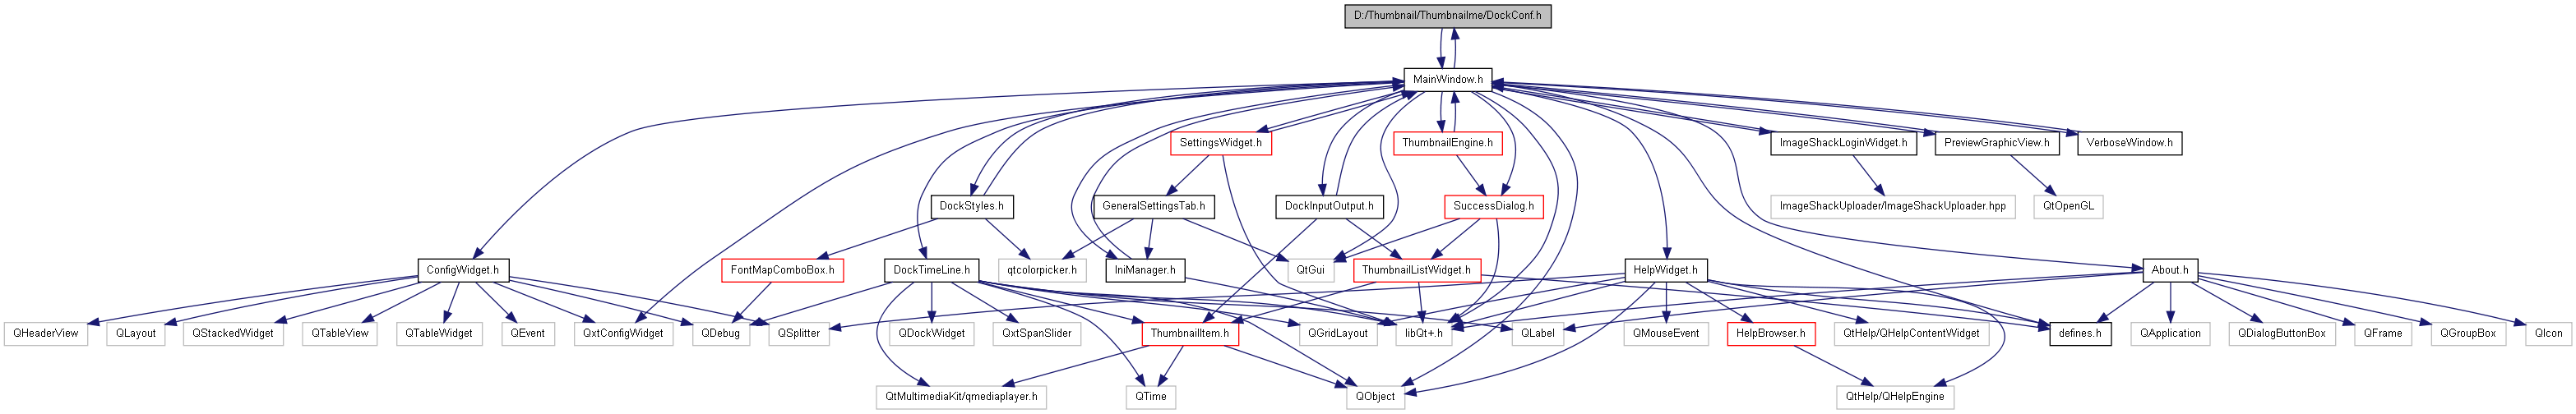 D:/Thumbnail/Thumbnailme/DockConf.h
MainWindow.h
SettingsWidget.h
ThumbnailEngine.h
ImageShackLoginWidget.h
PreviewGraphicView.h
VerboseWindow.h
DockStyles.h
GeneralSettingsTab.h
DockInputOutput.h
SuccessDialog.h
ImageShackUploader/ImageShackUploader.hpp
QtOpenGL
ConfigWidget.h
FontMapComboBox.h
DockTimeLine.h
qtcolorpicker.h
IniManager.h
QtGui
ThumbnailListWidget.h
HelpWidget.h
About.h
QHeaderView
QLayout
QStackedWidget
QTableView
QTableWidget
QEvent
QxtConfigWidget
QDebug
QSplitter
QDockWidget
QxtSpanSlider
ThumbnailItem.h
QGridLayout
libQt+.h
QLabel
QMouseEvent
HelpBrowser.h
QtHelp/QHelpContentWidget
defines.h
QApplication
QDialogButtonBox
QFrame
QGroupBox
QIcon
QtMultimediaKit/qmediaplayer.h
QTime
QObject
QtHelp/QHelpEngine